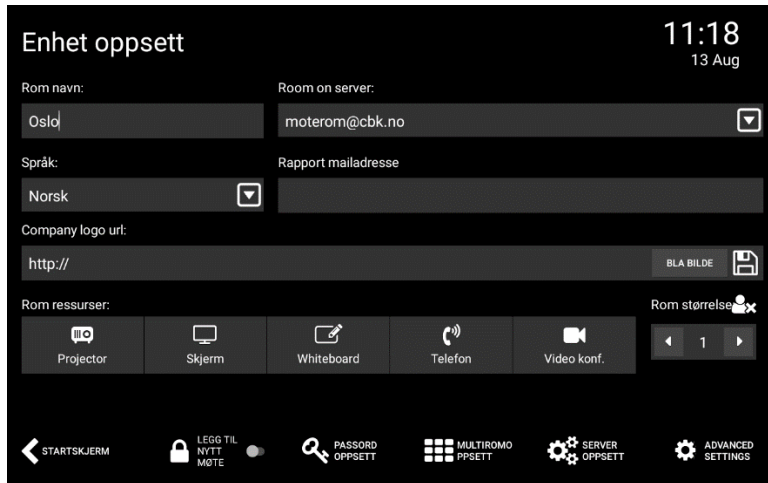 Enhet oppsett
11:18
13 Aug
Rom navn:
Room on server:
Oslo
moterom@cbk.no
Språk:
Rapport mailadresse
Norsk
Company logo url:
http://
BLA BILDE
Rom ressurser:
Rom størrelse
Projector
Skjerm
Whiteboard
Telefon
Video konf.
1
STARTSKJERM
LEGG TIL
NYTT
MØTE
PASSORD
OPPSETT
MULTIROMO
PPSETT
SERVER
OPPSETT
ADVANCED
SETTINGS